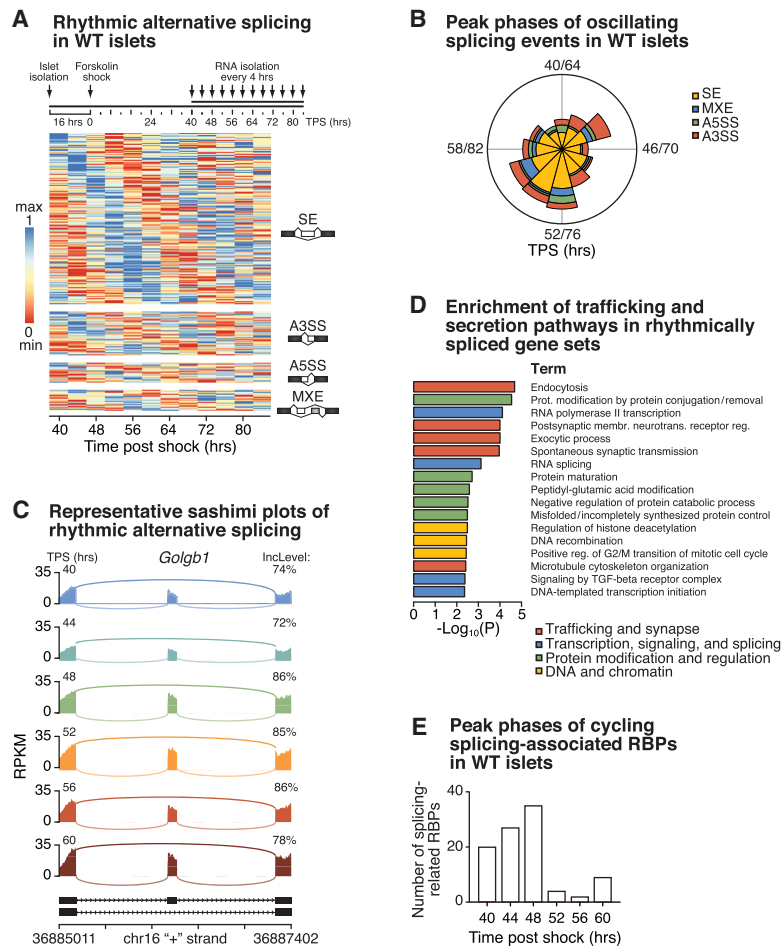 A Rhythmic alternative splicing
in WT islets
Islet
isolation
Forskolin
shock
RNA isolation
every 4 hrs
16 hrs 0 24 40 48 56 64 72 80 TPS (hrs)
max
1
0
min
SE
A3SS
A5SS
MXE
40 48 56 64 72 80
Time post shock (hrs)
B Peak phases of oscillating
splicing events in WT islets
40/64
58/82
46/70
52/76
TPS (hrs)
SE
MXE
A5SS
A3SS
C Representative sashimi plots of
rhythmic alternative splicing
TPS (hrs) Golgb1 IncLevel:
35 40 74%
0
35 44 72%
0
35 48 86%
0
35 52 85%
0
35 56 86%
0
35 60 78%
0
RPKM
36885011 chr16 “+” strand 36887402
D Enrichment of trafficking and
secretion pathways in rhythmically
spliced gene sets
Term
Endocytosis
Prot. modification by protein conjugation/removal
RNA polymerase II transcription
Postsynaptic membr. neurotrans. receptor reg.
Exocytic process
Spontaneous synaptic transmission
RNA splicing
Protein maturation
Peptidyl-glutamic acid modification
Negative regulation of protein catabolic process
Misfolded/incompletely synthesized protein control
Regulation of histone deacetylation
DNA recombination
Positive reg. of G2/M transition of mitotic cell cycle
Microtubule cytoskeleton organization
Signaling by TGF-beta receptor complex
DNA-templated transcription initiation
0 1 2 3 4 5
-Log10(P)
Trafficking and synapse
Transcription, signaling, and splicing
Protein modification and regulation
DNA and chromatin
E Peak phases of cycling
splicing-associated RBPs
in WT islets
Number of splicing-
related RBPs
40
20
0
40 44 48 52 56 60
Time post shock (hrs)